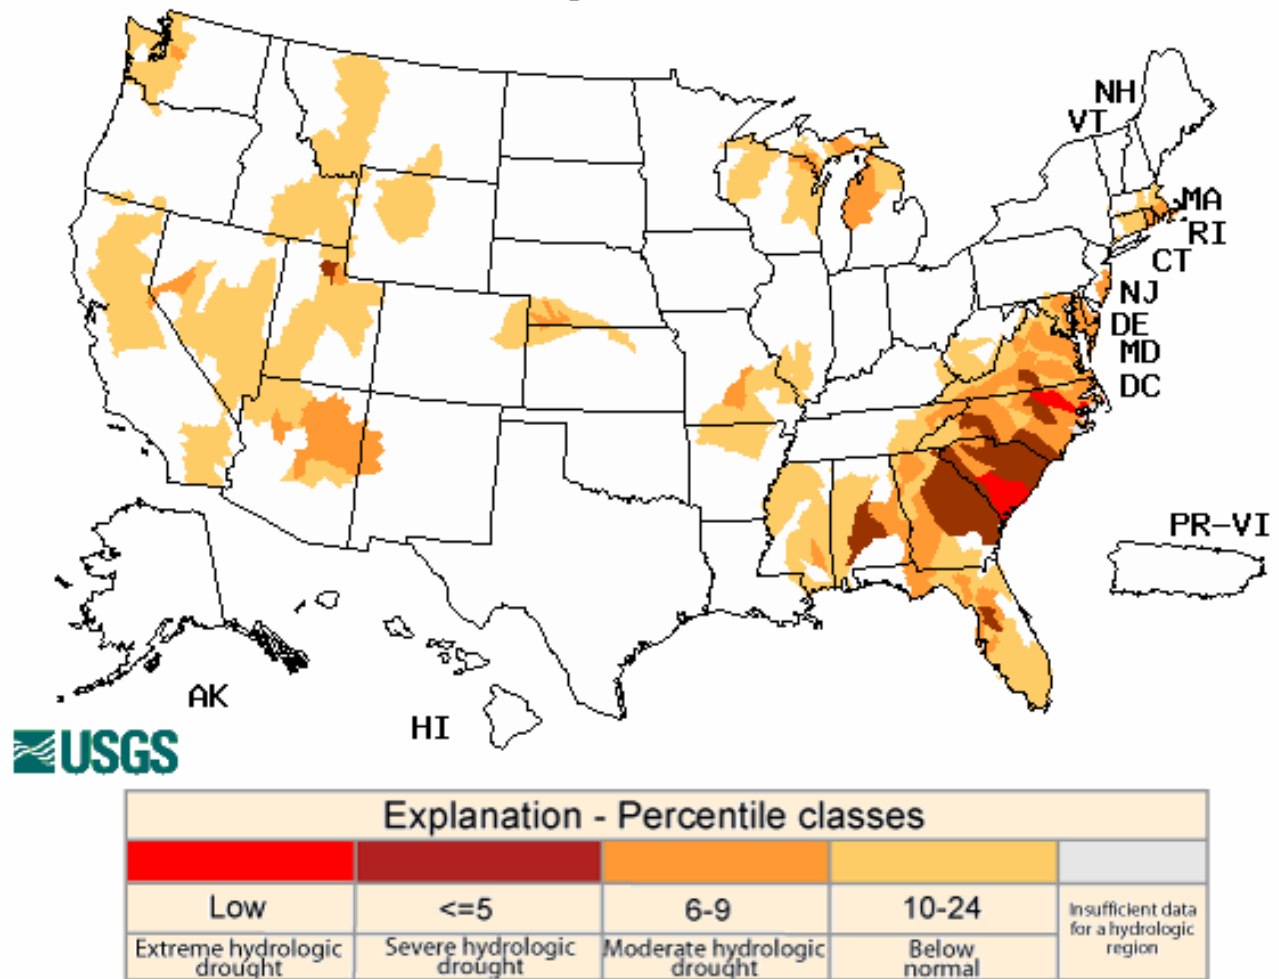 NH
VT
MA
RI
CT
NJ
DE
MD
DC
PR-VI
AK
HI
USGS
Explanation - Percentile classes
Low <=5 6-9 10-24 Insufficient data
for a hydrologic
region
Extreme hydrologic Severe hydrologic Moderate hydrologic Below
drought drought drought normal